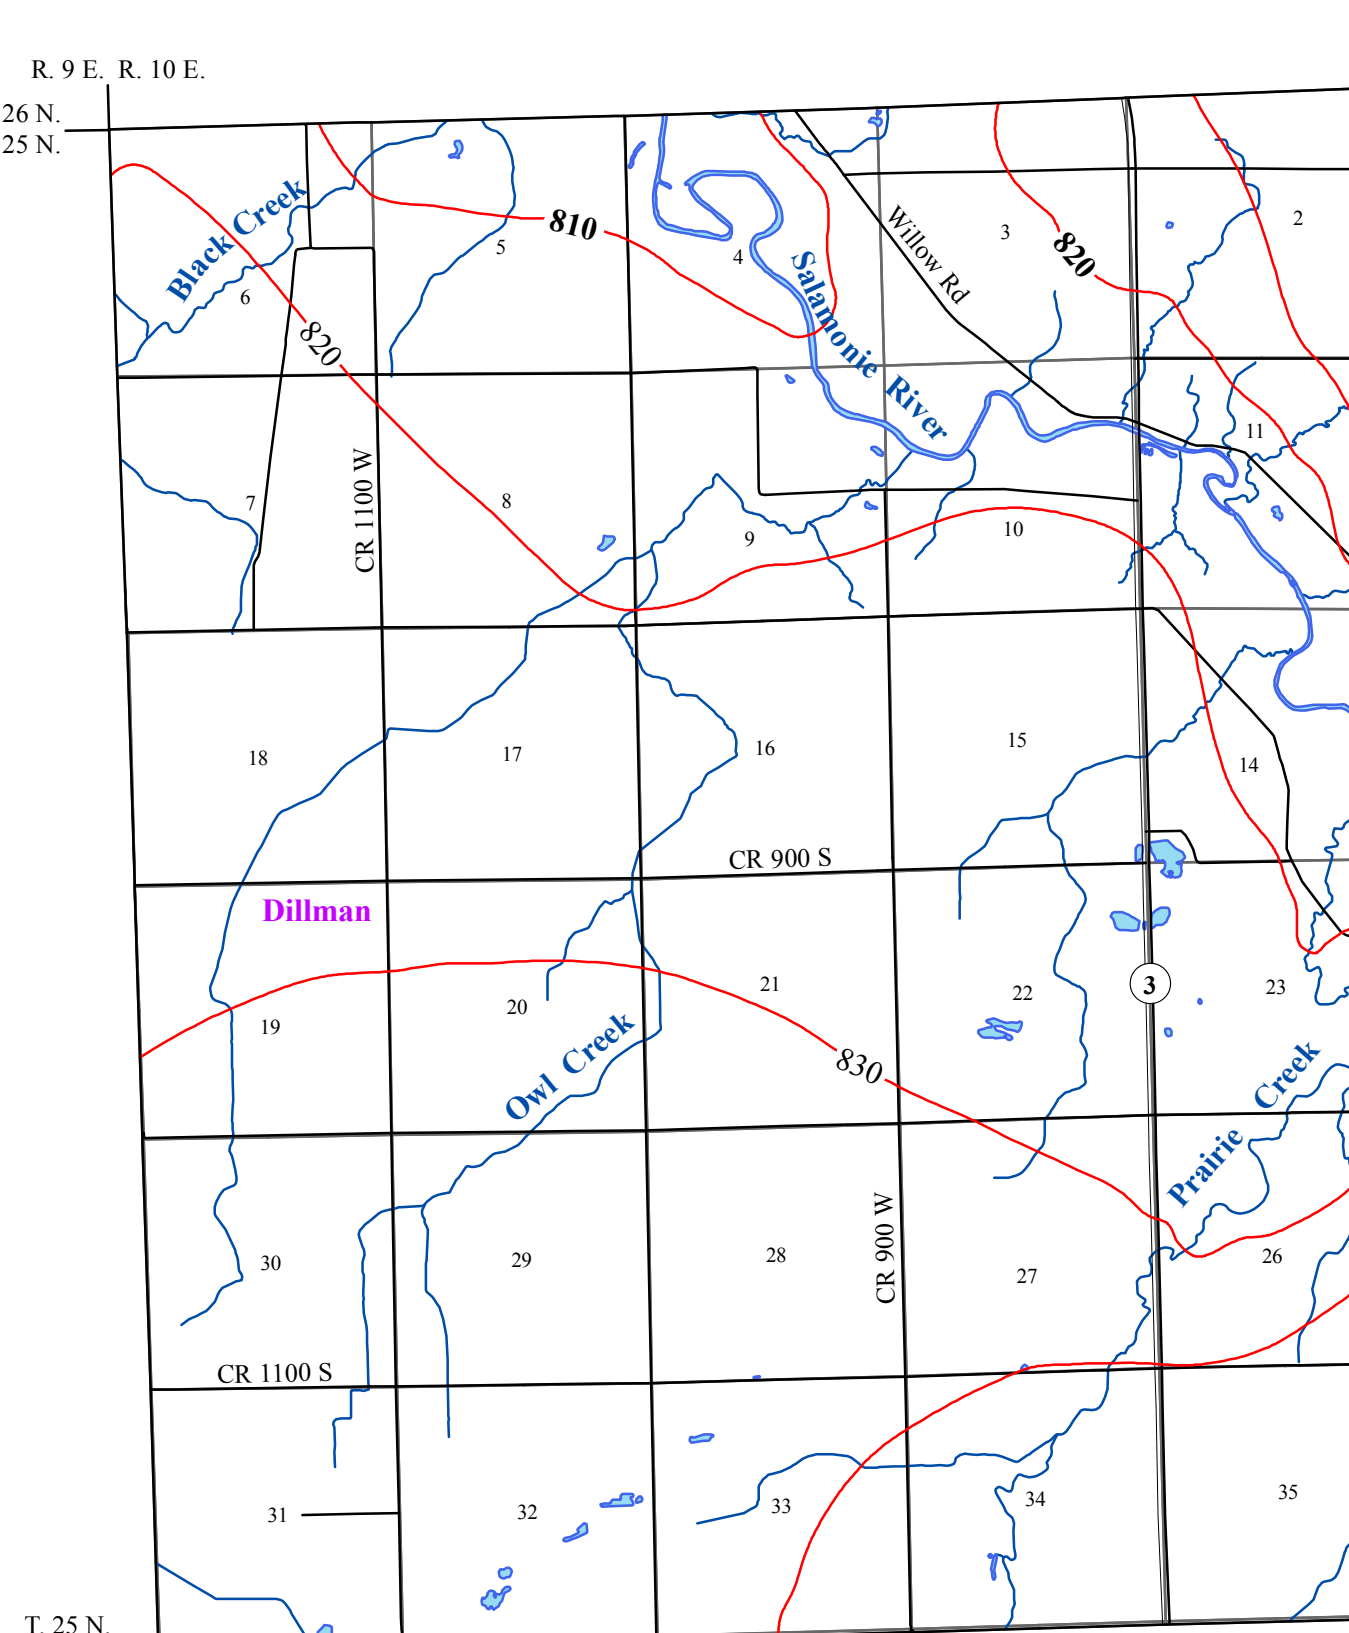 R. 9 E. R. 10 E.
26 N.
25 N.
Black Creek
810
5
4
6
820
Salamonie River
Willow Rd
3
820
2
11
7
CR 1100 W
8
9
10
18
17
16
15
14
CR 900 S
Dillman
19
20
21
22
3
23
Owl Creek
830
Prairie Creek
30
29
28
CR 900 W
27
26
CR 1100 S
31
32
33
34
35
T. 25 N.